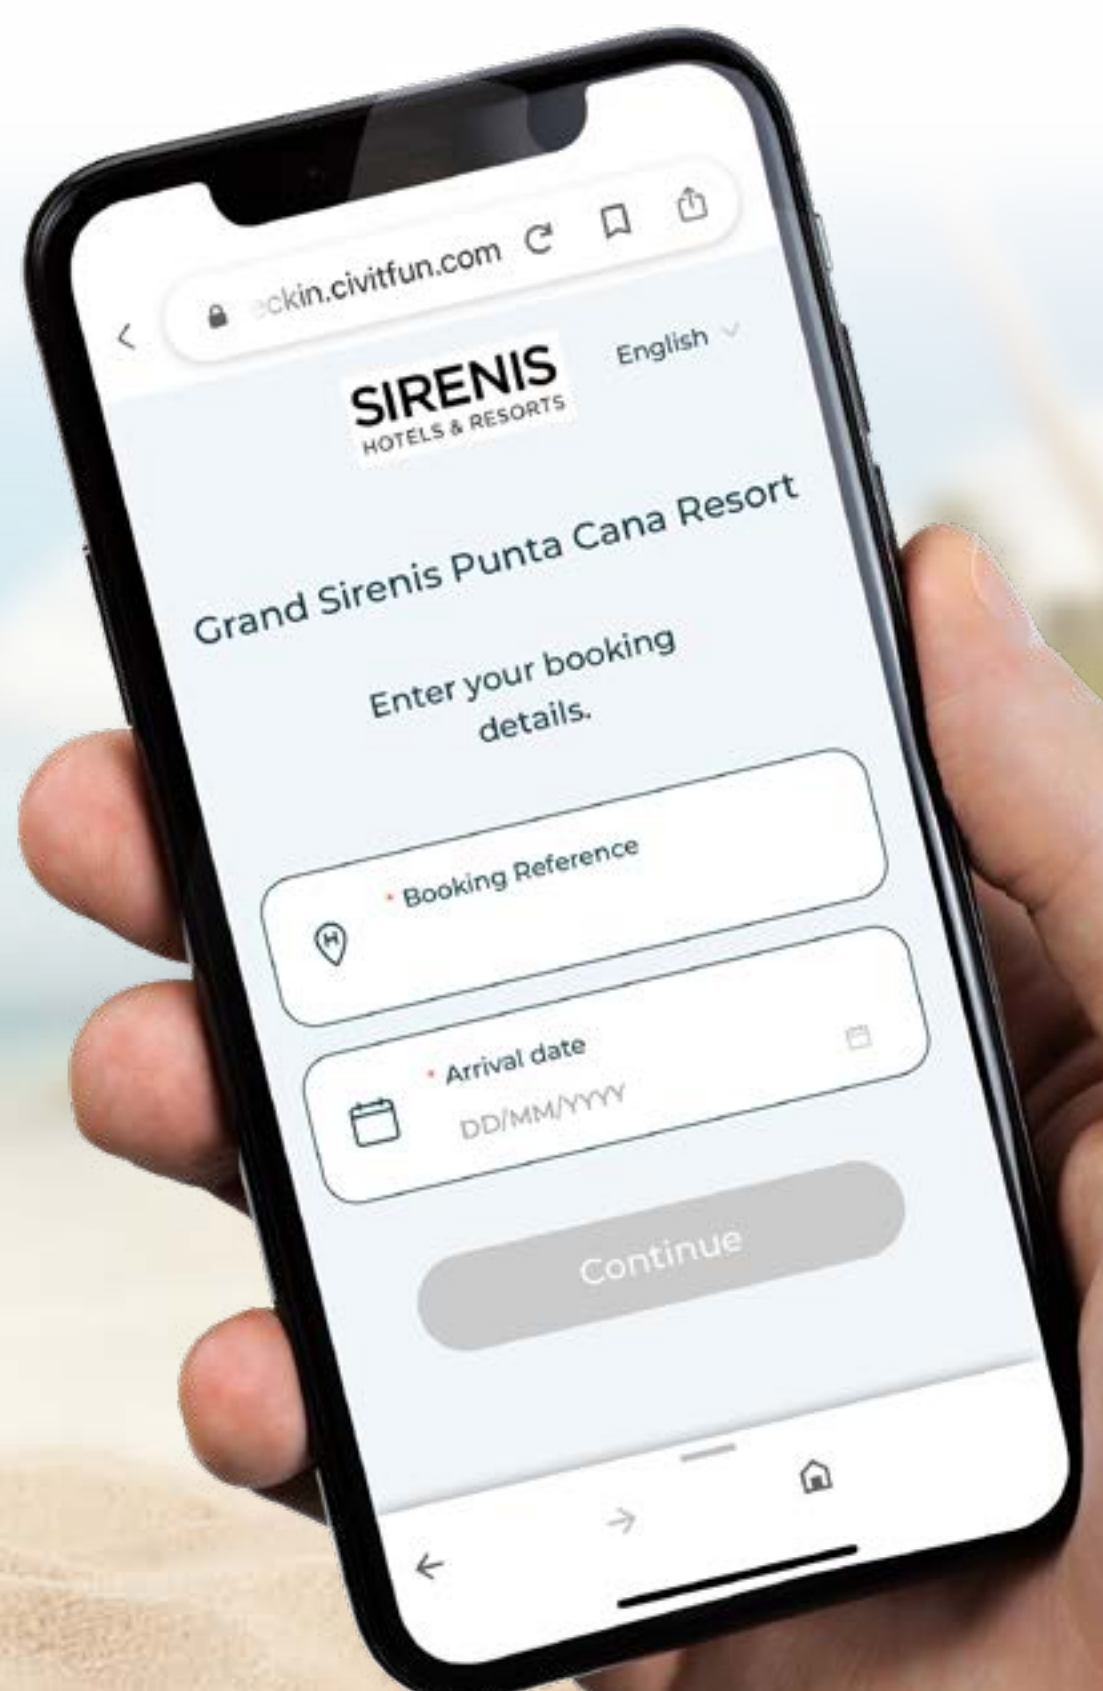 eckin.civitfun.com
English
SIRENIS
HOTELS & RESORTS
Grand Sirenis Punta Cana Resort
Enter your booking
details.
* Booking Reference
* Arrival date
DD/MM/YYYY
Continue